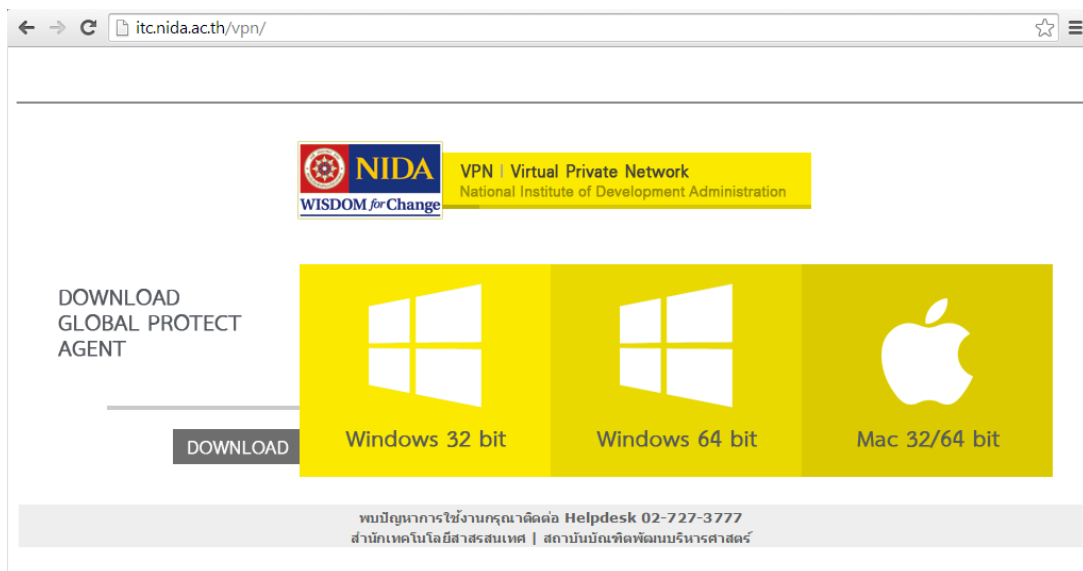 itc.nida.ac.th/vpn/
NIDA
WISDOM for Change
VPN | Virtual Private Network
National Institute of Development Administration
DOWNLOAD
GLOBAL PROTECT
AGENT
DOWNLOAD
Windows 32 bit
Windows 64 bit
Mac 32/64 bit
พบปัญหาการใช้งานกรุณาติดต่อ Helpdesk 02-727-3777
สำนักเทคโนโลยีสารสนเทศ | สถาบันบัณฑิตพัฒนบริหารศาสตร์